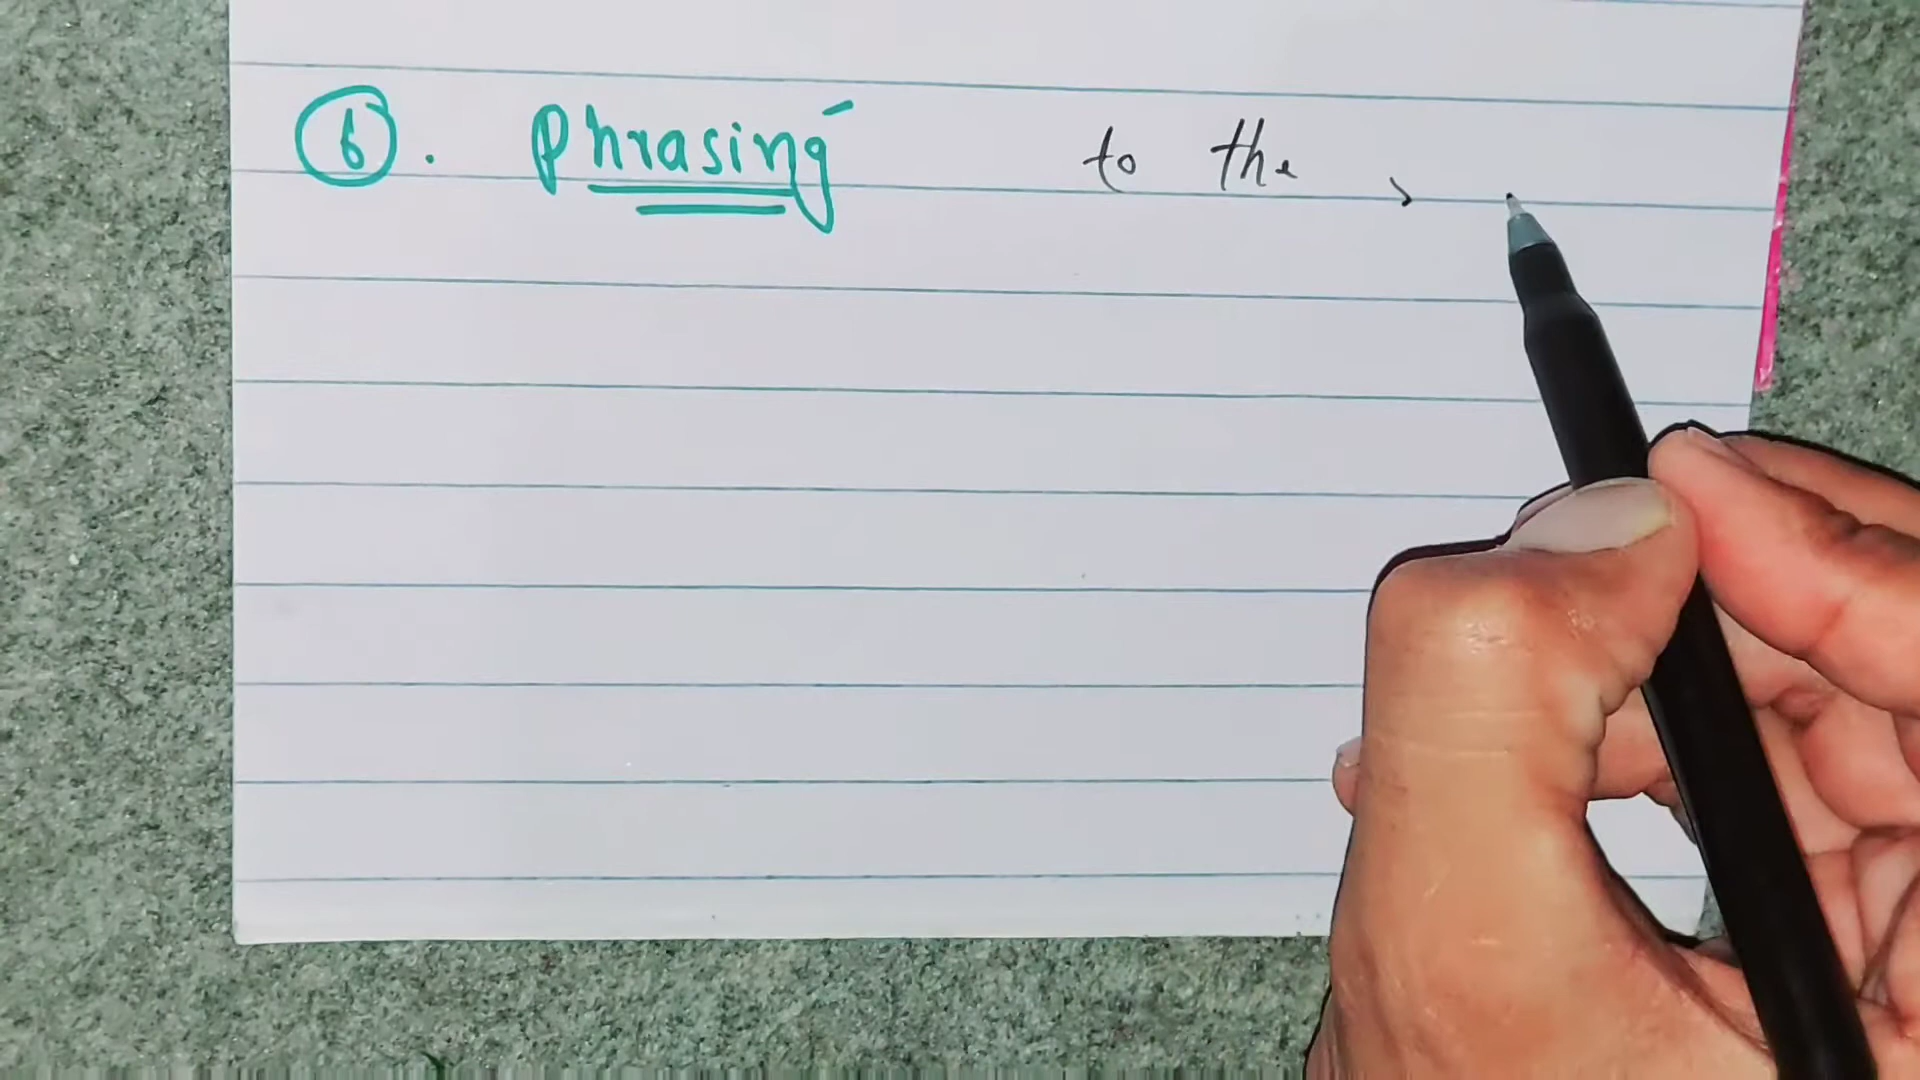 6. Phrasing to the